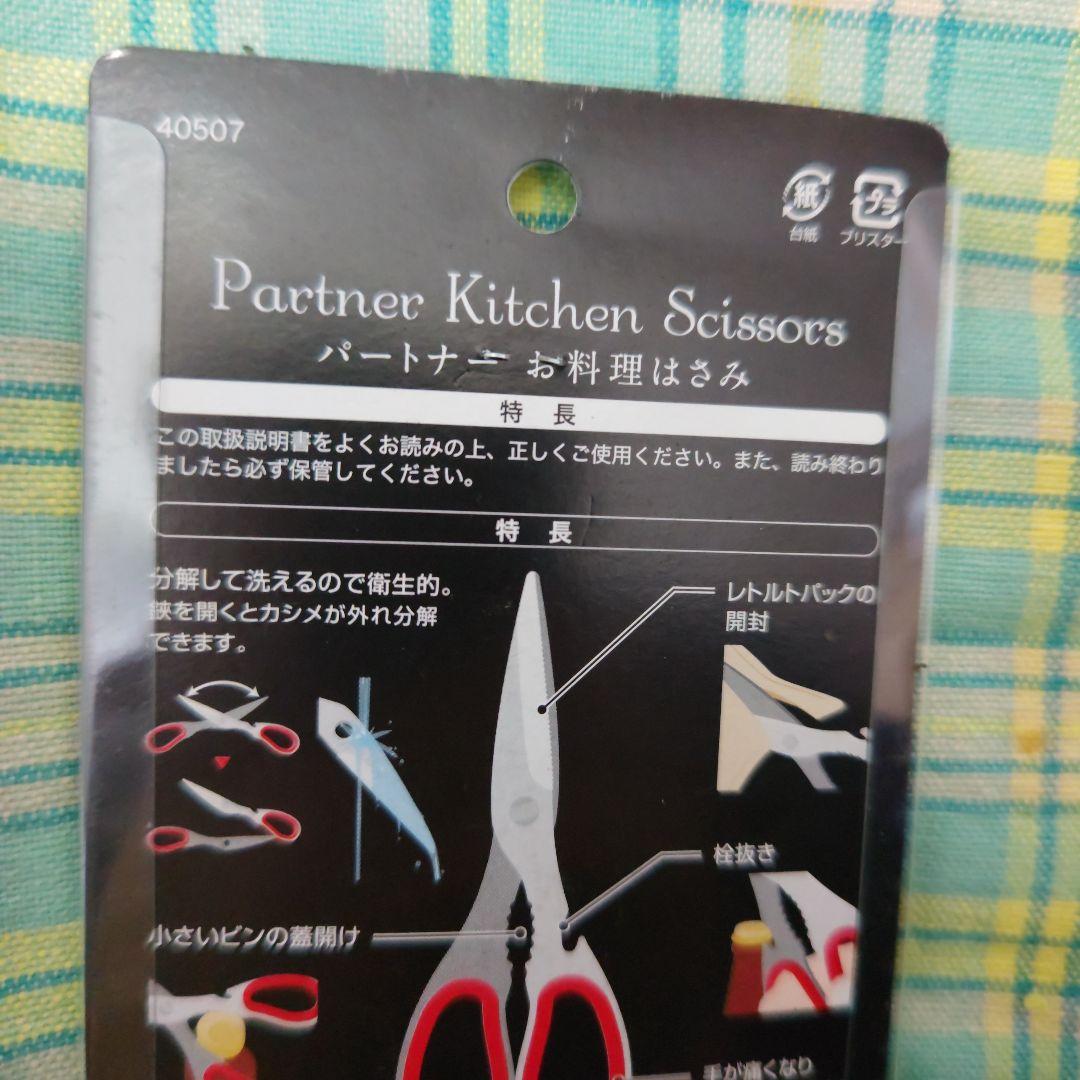 40507
紙
プラ
台紙
ブリスター
Partner Kitchen Scissors
パートナー お料理はさみ
特 長
この取扱説明書をよくお読みの上、正しくご使用ください。また、読み終わり
ましたら必ず保管してください。
特 長
分解して洗えるので衛生的。
鋏を開くとカシメが外れ分解
できます。
レトルトパックの
開封
栓抜き
小さいビンの蓋開け
手が痛くなり